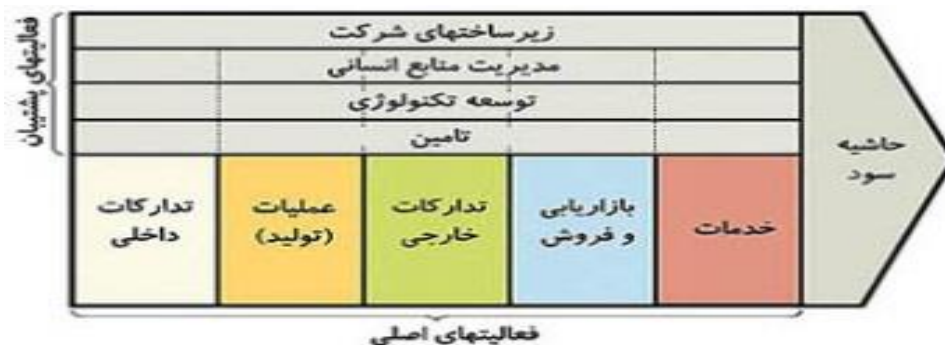 فعالیتهای پشتیبان
زیرساختهای شرکت
مدیریت منابع انسانی
توسعه تکنولوژی
تامین
تدارکات
داخلی
عملیات
(تولید)
تدارکات
خارجی
بازاریابی
و فروش
خدمات
حاشیه
سود
فعالیتهای اصلی